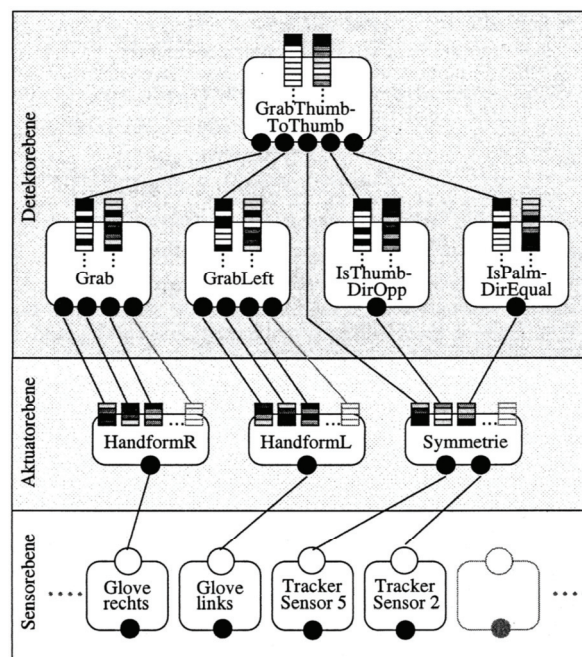 Detektorebene
GrabThumb-
ToThumb
Grab
GrabLeft
IsThumb-
DirOpp
IsPalm-
DirEqual
Aktuatorebene
HandformR
HandformL
Symmetrie
Sensorebene
Glove
rechts
Glove
links
Tracker
Sensor 5
Tracker
Sensor 2